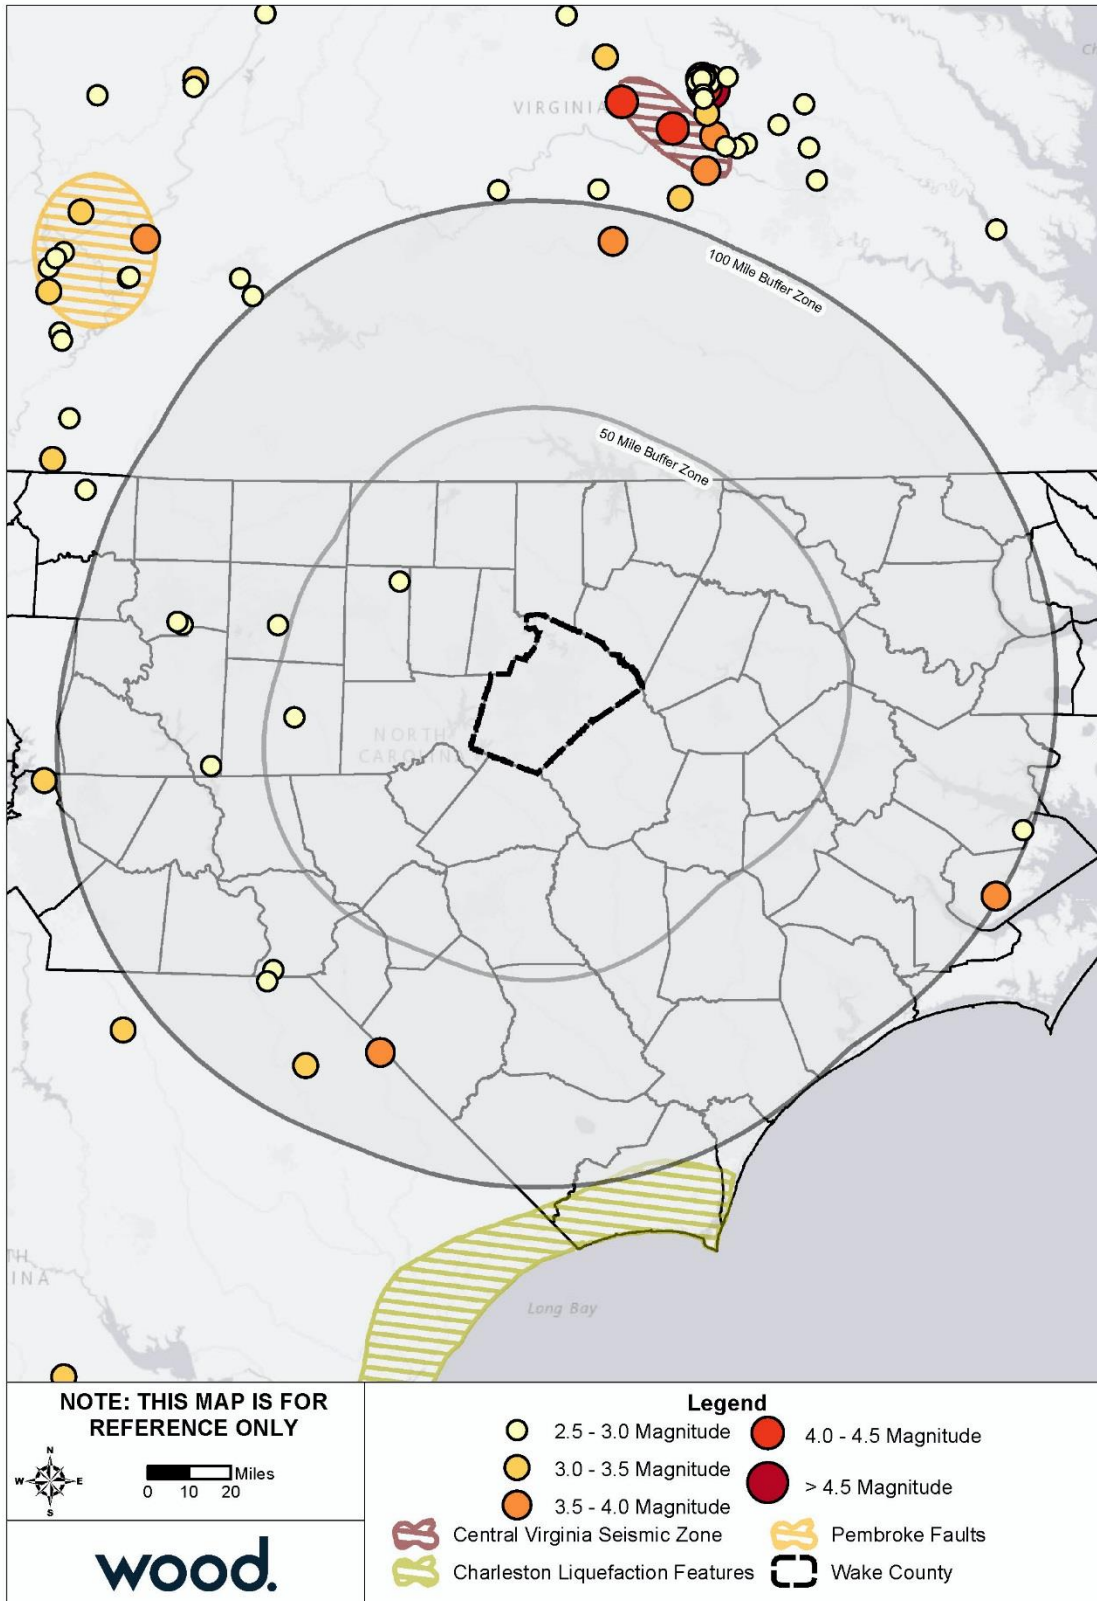 Ch
VIRGINIA
100 Mile Buffer Zone
50 Mile Buffer Zone
NORTH
CAROLINA
TH
INA
Long Bay
NOTE: THIS MAP IS FOR
REFERENCE ONLY
N
W E
S
Miles
0 10 20
wood.
Legend
2.5 - 3.0 Magnitude
3.0 - 3.5 Magnitude
3.5 - 4.0 Magnitude
4.0 - 4.5 Magnitude
> 4.5 Magnitude
Central Virginia Seismic Zone
Charleston Liquefaction Features
Pembroke Faults
Wake County